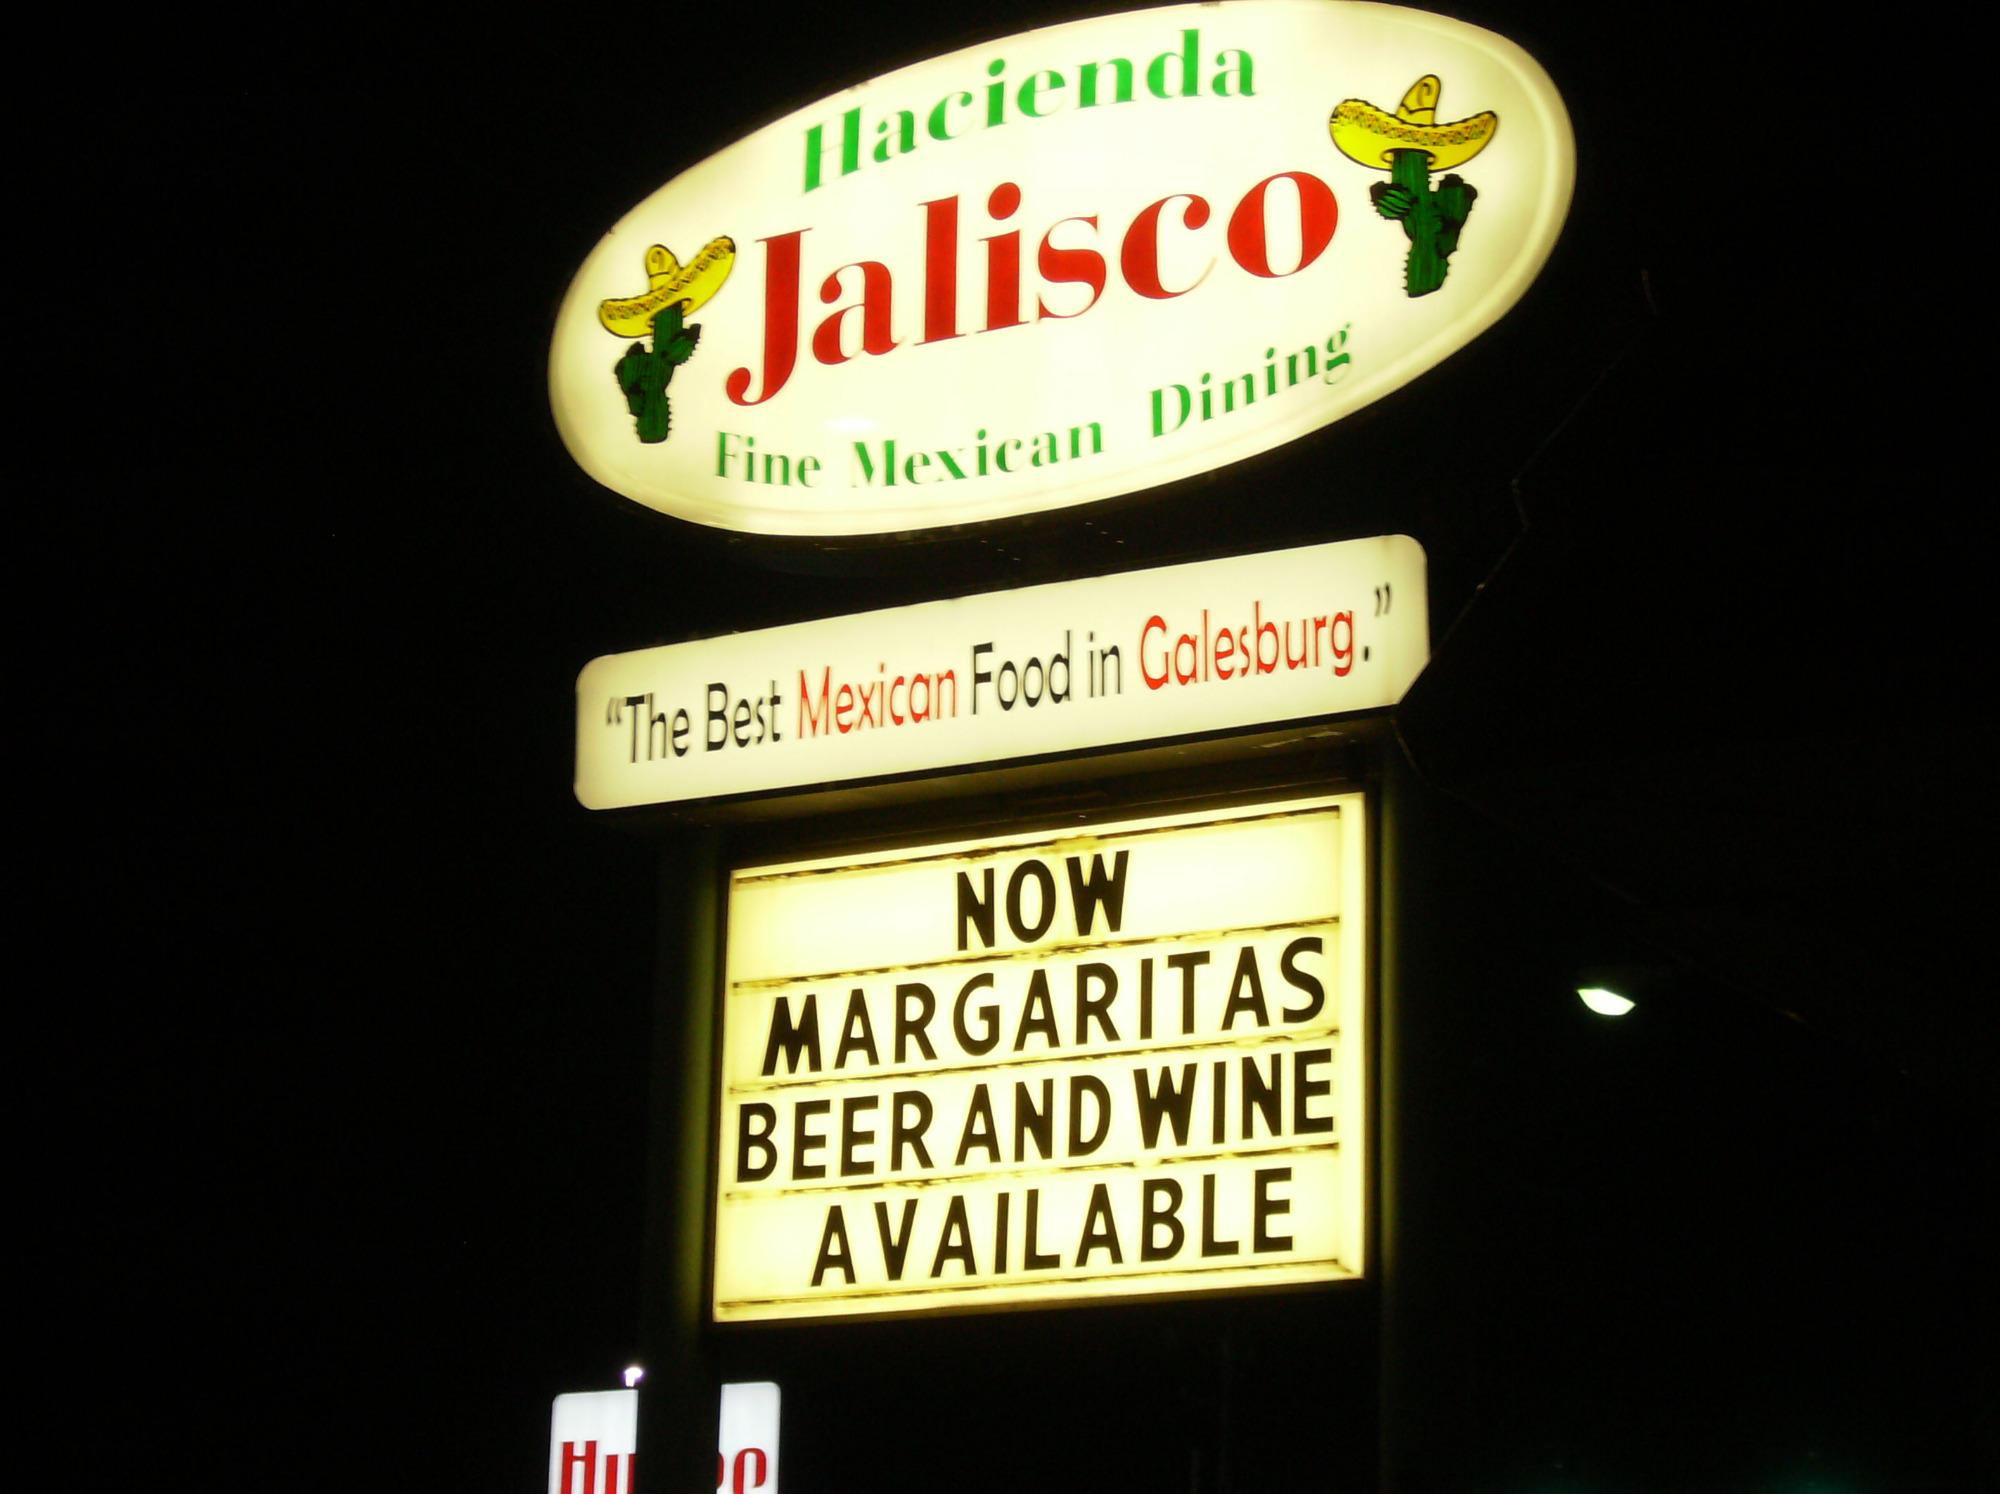 Hacienda
Jalisco
Fine Mexican Dining
“The Best Mexican Food in Galesburg.”
NOW
MARGARITAS
BEER AND WINE
AVAILABLE